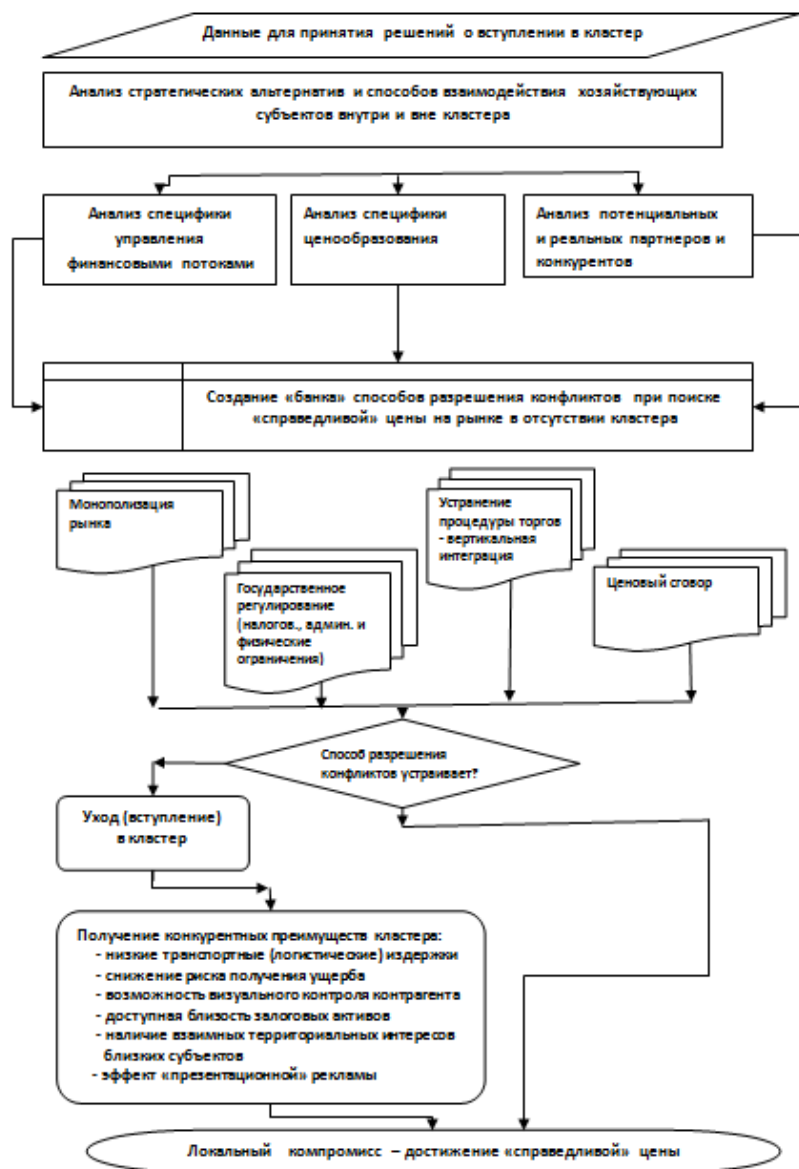 Данные для принятия решений о вступлении в кластер
Анализ стратегических альтернатив и способов взаимодействия хозяйствующих
субъектов внутри и вне кластера
Анализ специфики
управления
финансовыми потоками
Анализ специфики
ценообразования
Анализ потенциальных
и реальных партнеров и
конкурентов
Создание «банка» способов разрешения конфликтов при поиске
«справедливой» цены на рынке в отсутствии кластера
Монополизация
рынка
Государственное
регулирование
(налогов., админ. и
физические
ограничения)
Устранение
процедуры торгов
- вертикальная
интеграция
Ценовый сговор
Способ разрешения
конфликтов устраивает?
Уход (вступление)
в кластер
Получение конкурентных преимуществ кластера:
- низкие транспортные (логистические) издержки
- снижение риска получения ущерба
- возможность визуального контроля контрагента
- доступная близость залоговых активов
- наличие взаимных территориальных интересов
близких субъектов
- эффект «презентационной» рекламы
Локальный компромисс – достижение «справедливой» цены